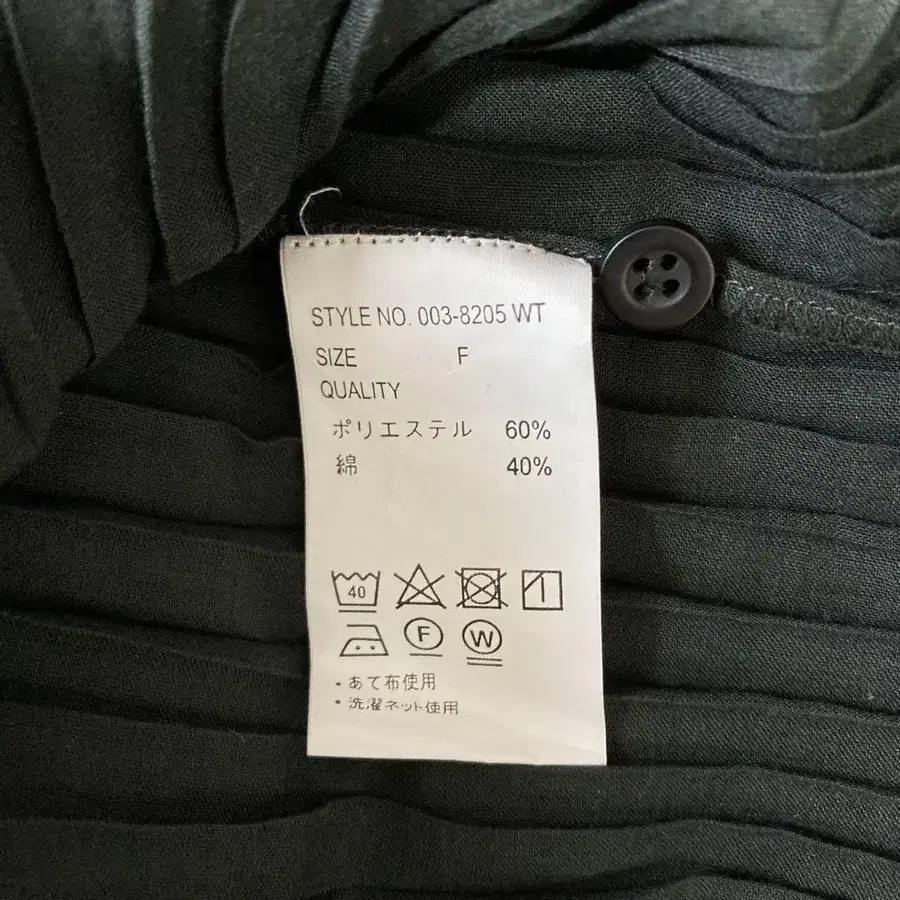 STYLE NO. 003-8205 WT
SIZE F
QUALITY
ポリエステル 60%
綿 40%
40
F W
・あて布使用
・洗濯ネット使用